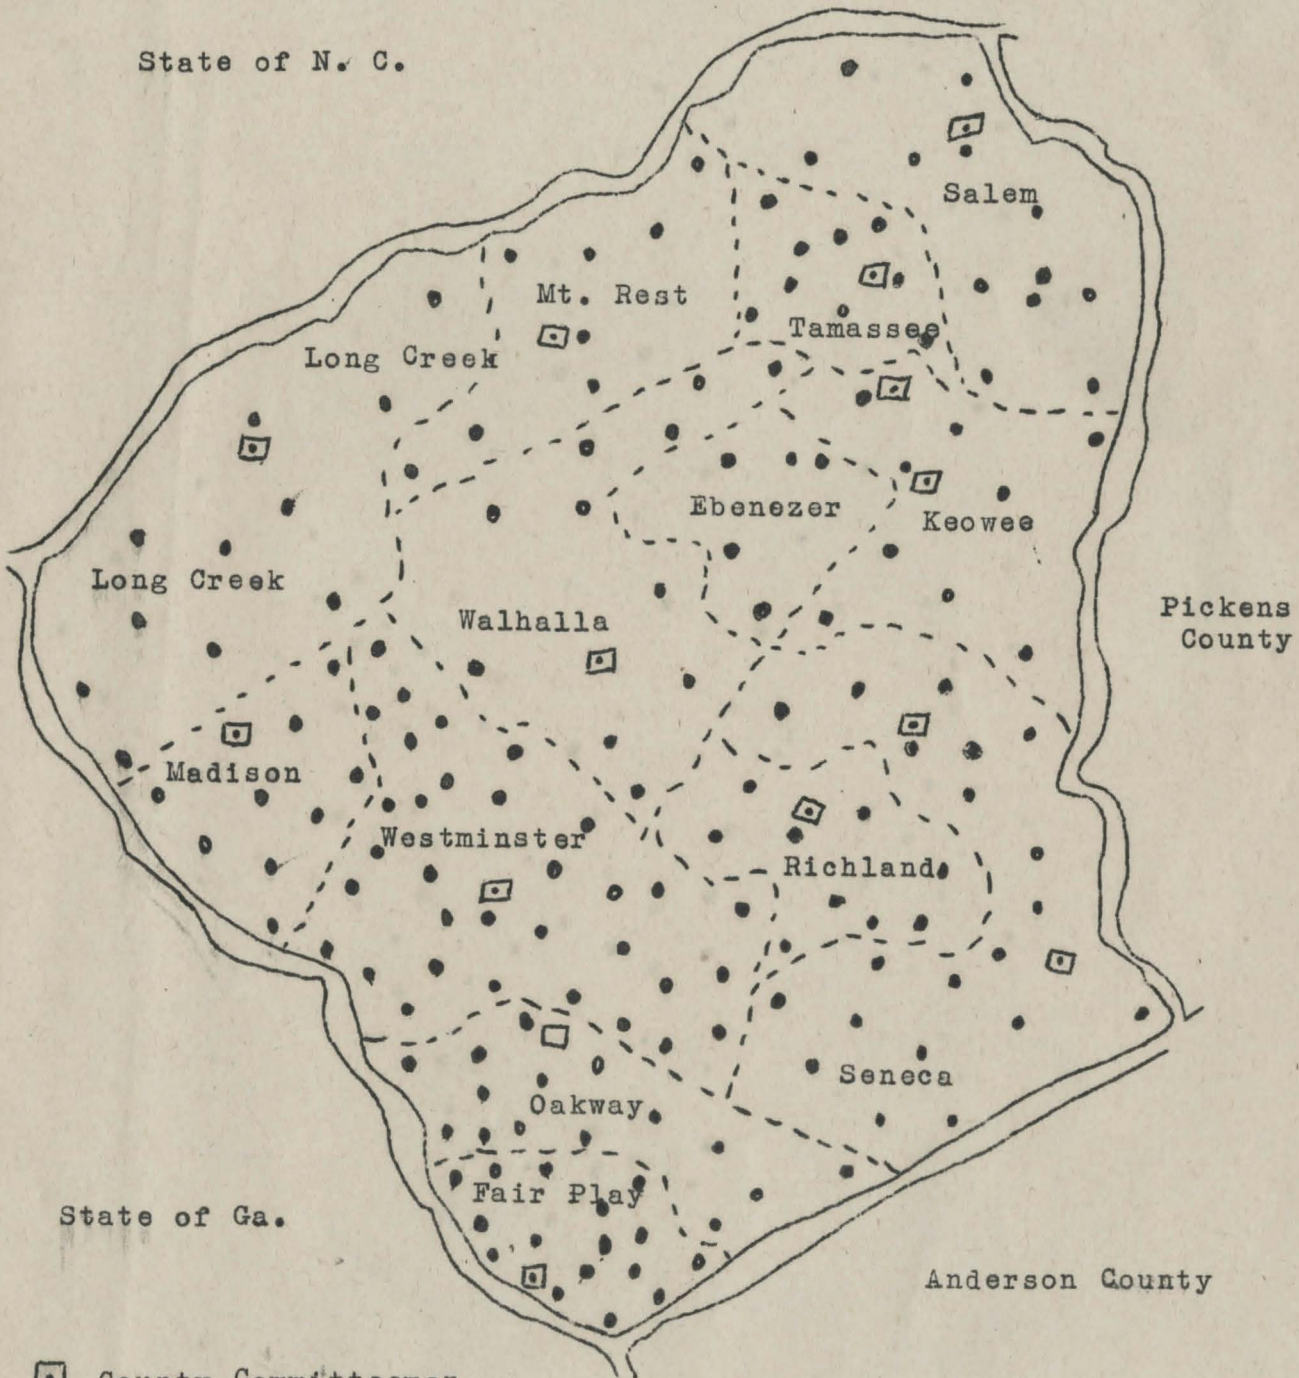 State of N. C.
Salem
Mt. Rest
Tamassee
Long Creek
Ebenezer
Keowee
Long Creek
Pickens
County
Walhalla
Madison
Westminster
Richland
Seneca
Oakway
Fair Play
State of Ga.
Anderson County
County Committeemen